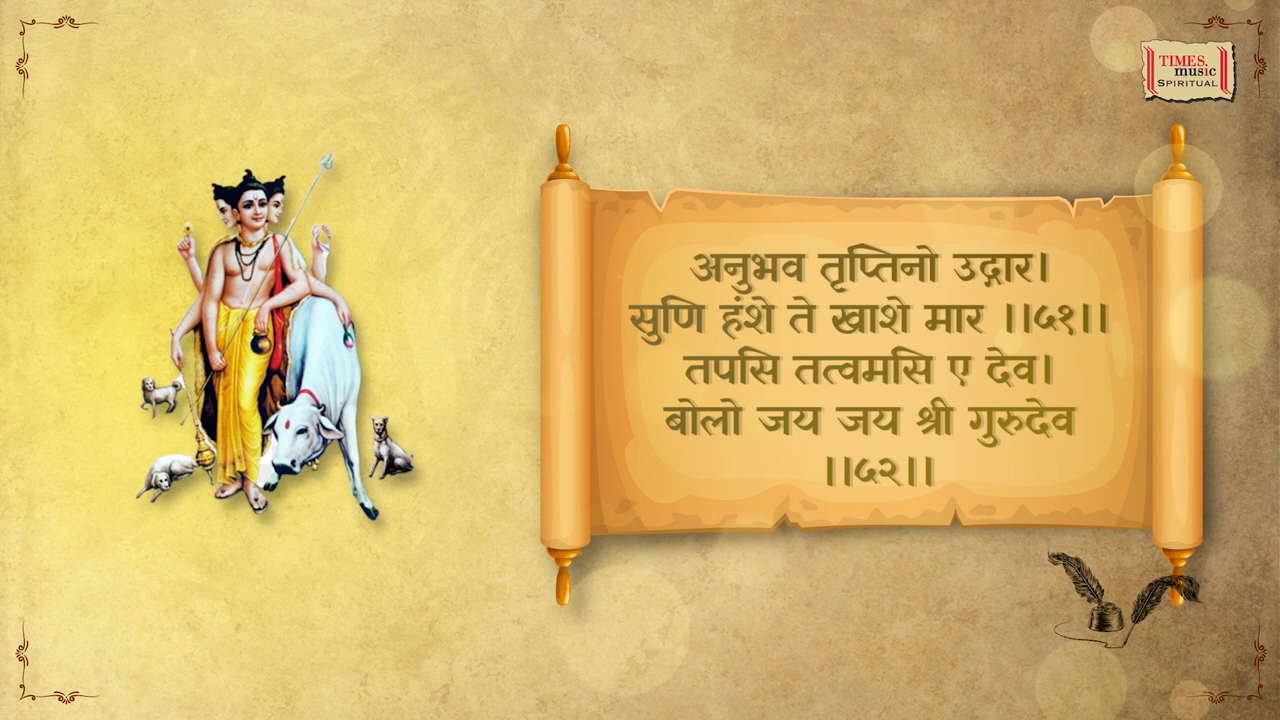 TIMES.
music
SPIRITUAL
अनुभव तृप्तिनो उद्गार।
सुणि हंशे ते खाशे मार ।।५१।।
तपसि तत्वमसि ए देव।
बोलो जय जय श्री गुरुदेव
।।५२।।